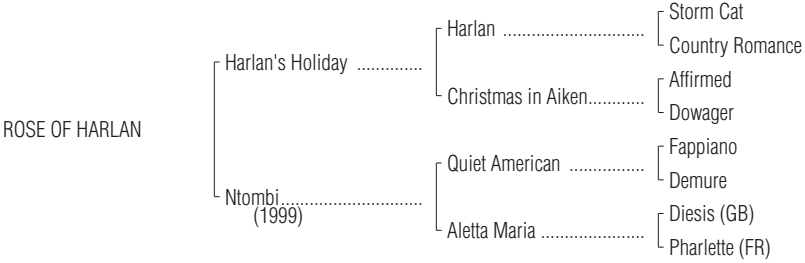 Storm Cat
Harlan ..............................
Country Romance
Harlan's Holiday ..............
Affirmed
Christmas in Aiken............
Dowager
ROSE OF HARLAN
Fappiano
Quiet American ................
Demure
Ntombi..............................
(1999)
Diesis (GB)
Aletta Maria ......................
Pharlette (FR)